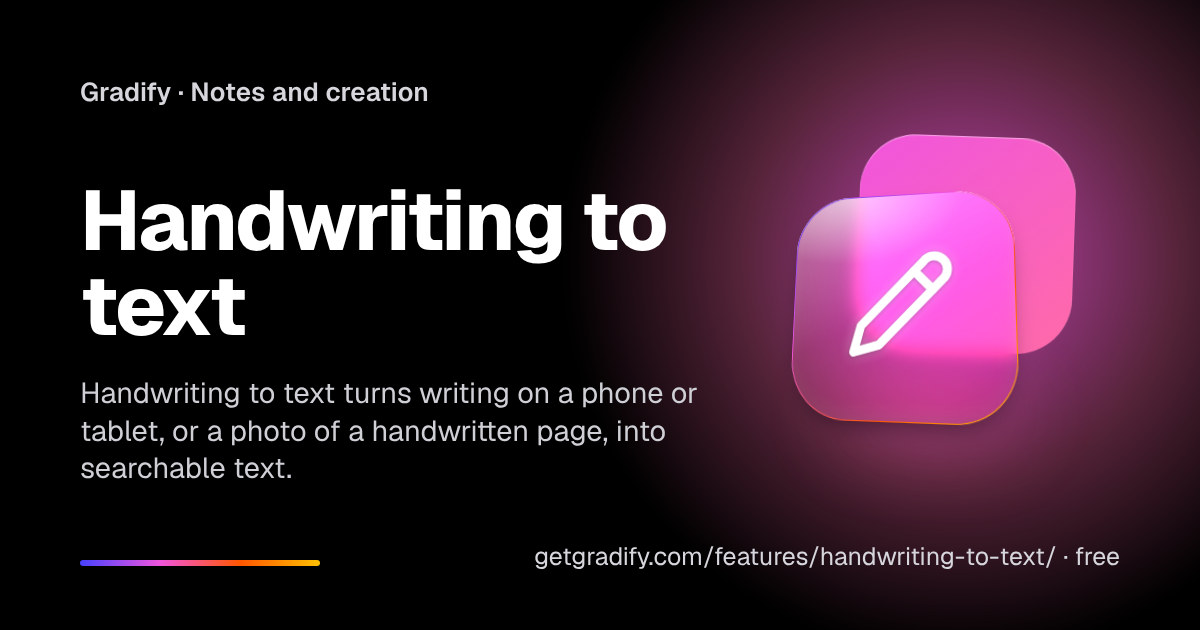 Gradify · Notes and creation
Handwriting to
text
Handwriting to text turns writing on a phone or
tablet, or a photo of a handwritten page, into
searchable text.
getgradify.com/features/handwriting-to-text/ · free